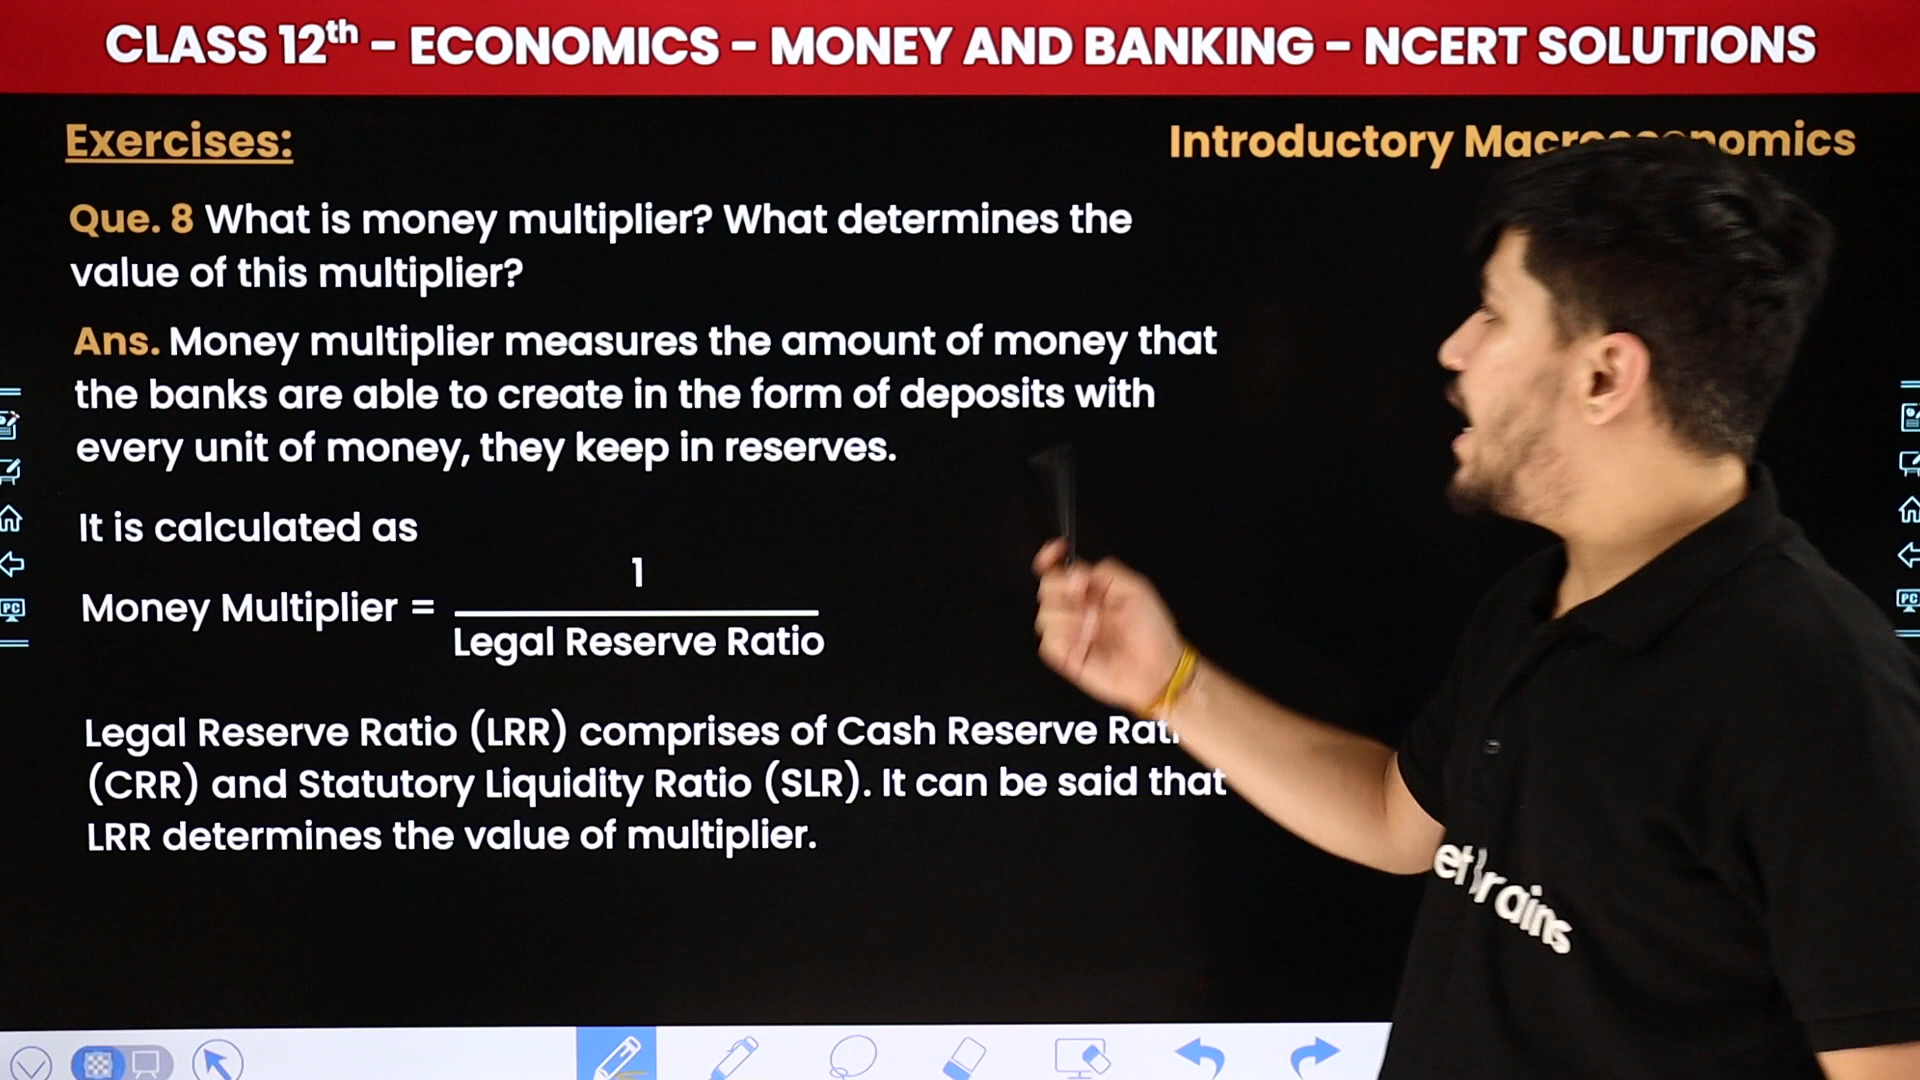 CLASS 12th - ECONOMICS - MONEY AND BANKING - NCERT SOLUTIONS
Exercises:
Introductory
Que. 8 What is money multiplier? What determines the
value of this multiplier?
Ans. Money multiplier measures the amount of money that
the banks are able to create in the form of deposits with
every unit of money, they keep in reserves.
It is calculated as
1
Money Multiplier =
Legal Reserve Ratio
Legal Reserve Ratio (LRR) comprises of Cash Reserve
(CRR) and Statutory Liquidity Ratio (SLR). It can be said that
LRR determines the value of multiplier.
PC
PC